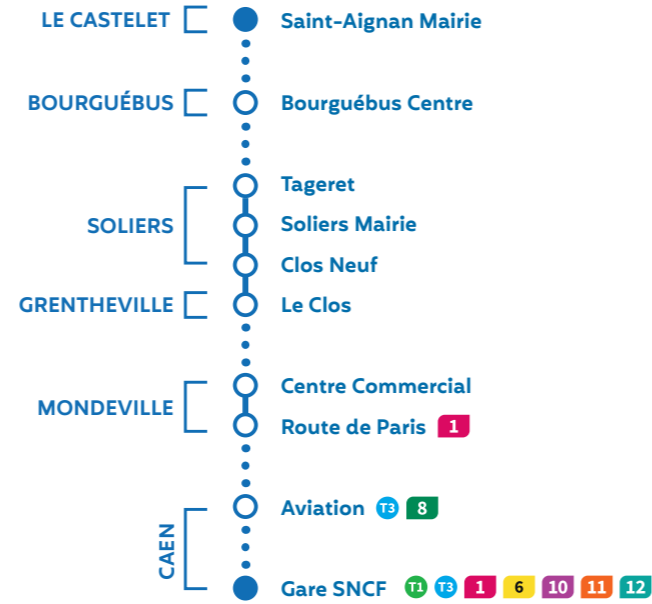 LE CASTELET Saint-Aignan Mairie
BOURGUÉBUS Bourguébus Centre
Tageret
SOLIERS Soliers Mairie
Clos Neuf
GRENTHEVILLE Le Clos
Centre Commercial
MONDEVILLE
Route de Paris 1
Aviation T3 8
CAEN
Gare SNCF T1 T3 1 6 10 11 12